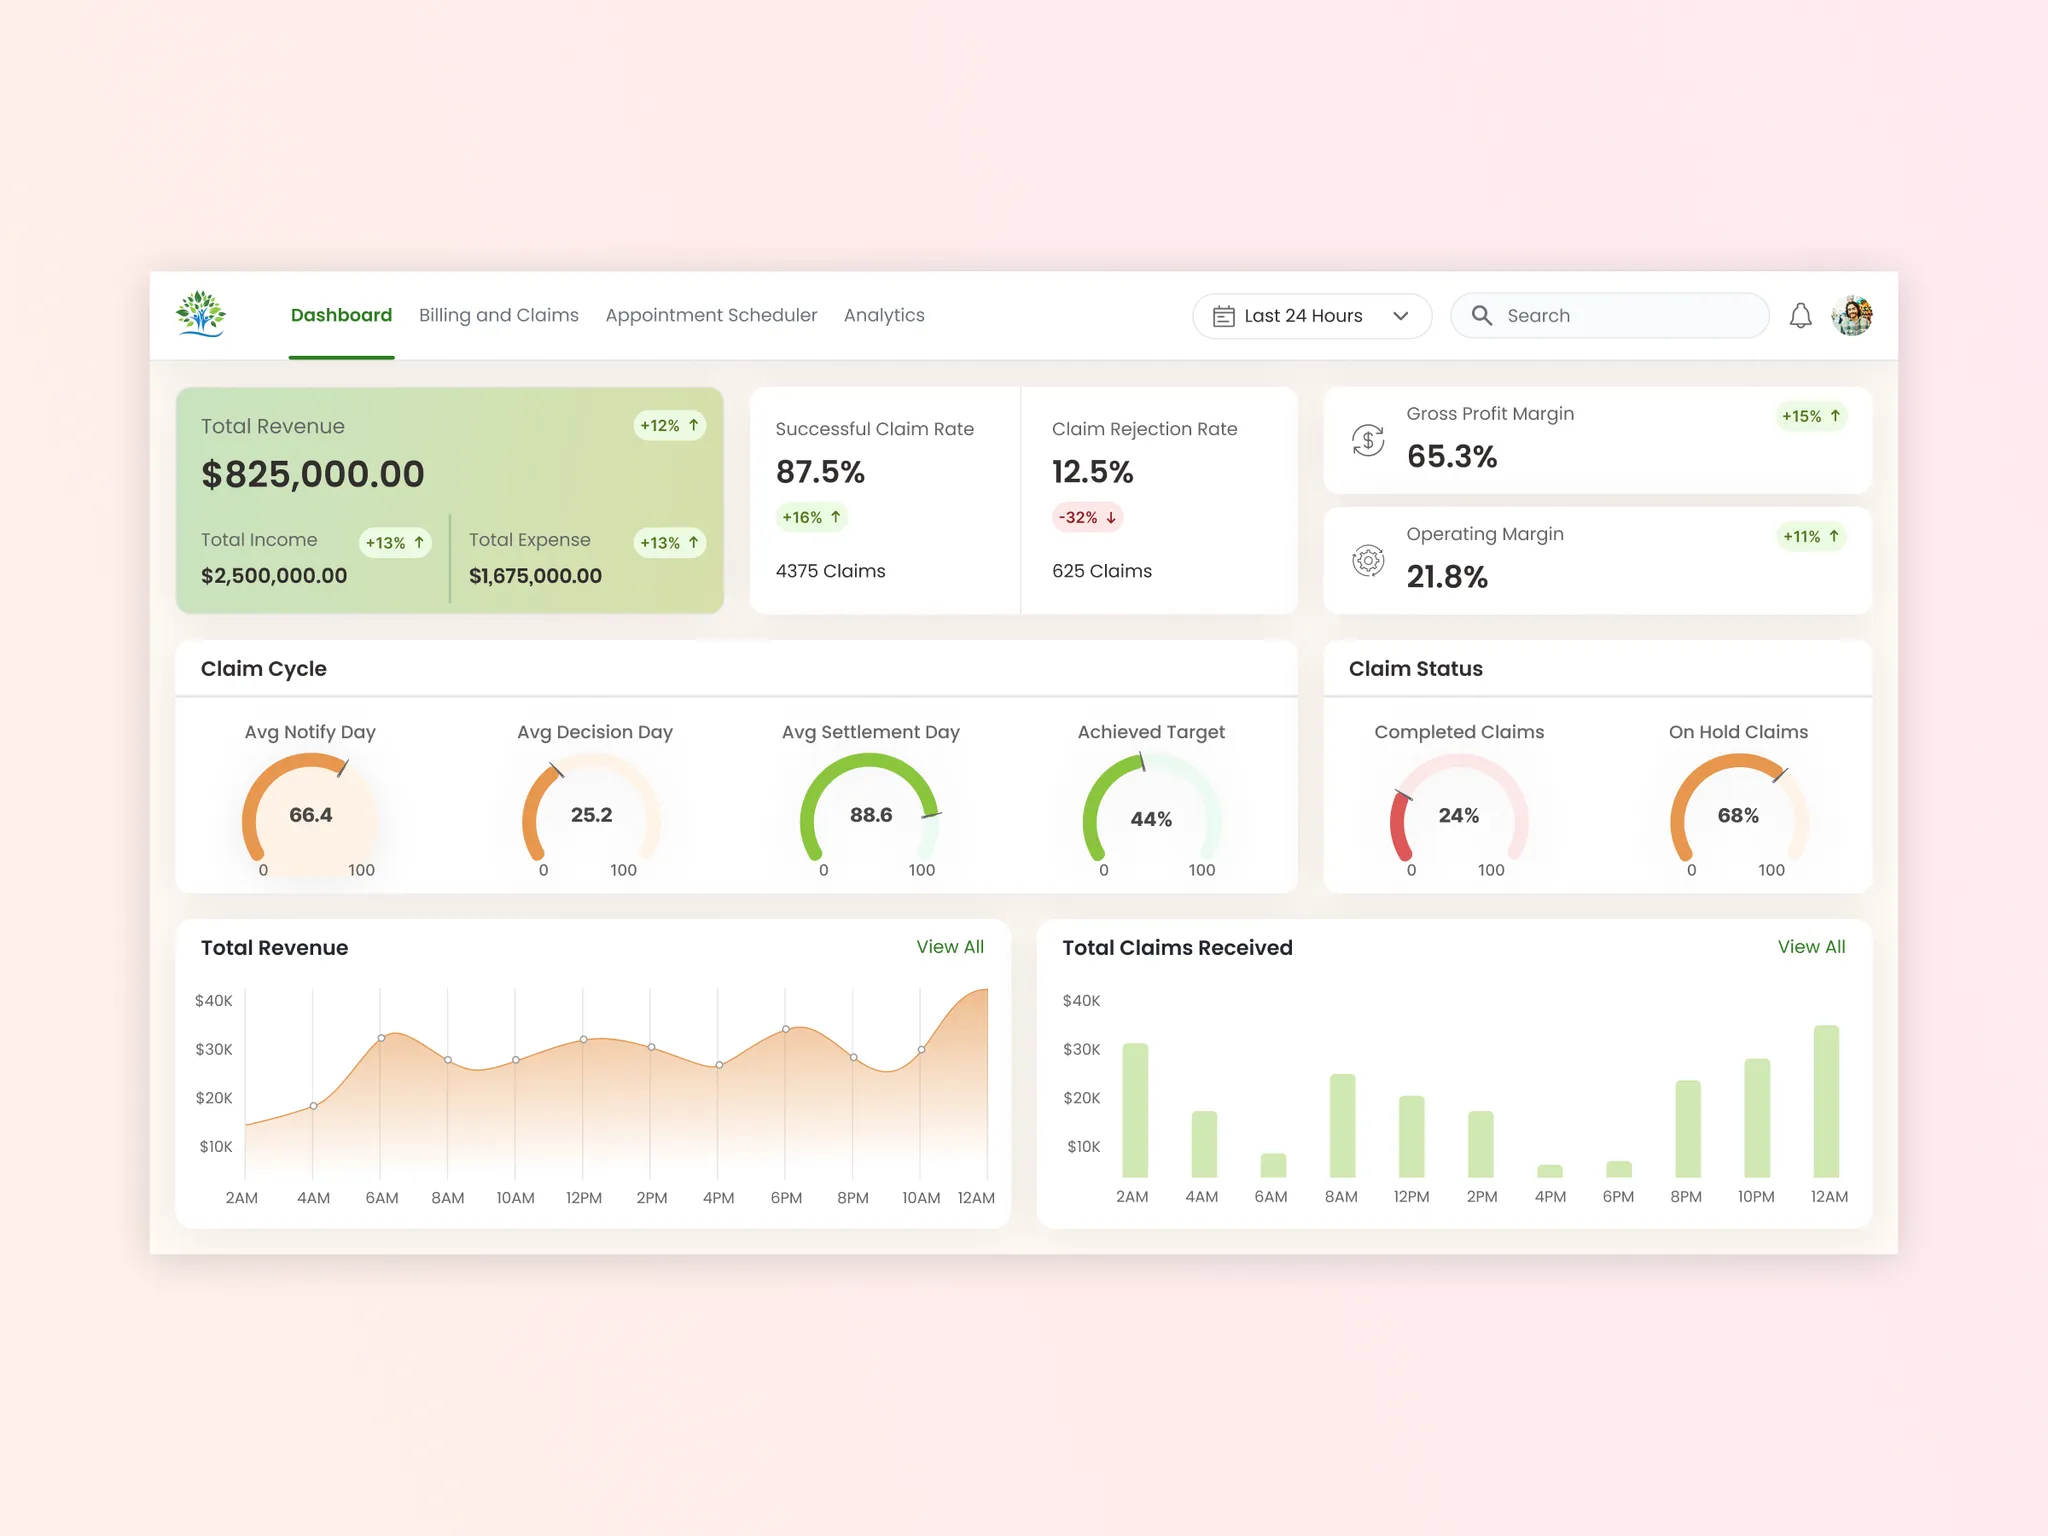 Dashboard Billing and Claims Appointment Scheduler Analytics Last 24 Hours Search
Total Revenue +12% ↑
$825,000.00
Total Income +13% ↑ Total Expense +13% ↑
$2,500,000.00 $1,675,000.00
Successful Claim Rate Claim Rejection Rate
87.5% 12.5%
+16% ↑ -32% ↓
4375 Claims 625 Claims
Gross Profit Margin +15% ↑
65.3%
Operating Margin +11% ↑
21.8%
Claim Cycle
Avg Notify Day Avg Decision Day Avg Settlement Day Achieved Target
66.4 25.2 88.6 44%
0 100 0 100 0 100 0 100
Claim Status
Completed Claims On Hold Claims
24% 68%
0 100 0 100
Total Revenue View All
$40K
$30K
$20K
$10K
2AM 4AM 6AM 8AM 10AM 12PM 2PM 4PM 6PM 8PM 10AM 12AM
Total Claims Received View All
$40K
$30K
$20K
$10K
2AM 4AM 6AM 8AM 12PM 2PM 4PM 6PM 8PM 10PM 12AM